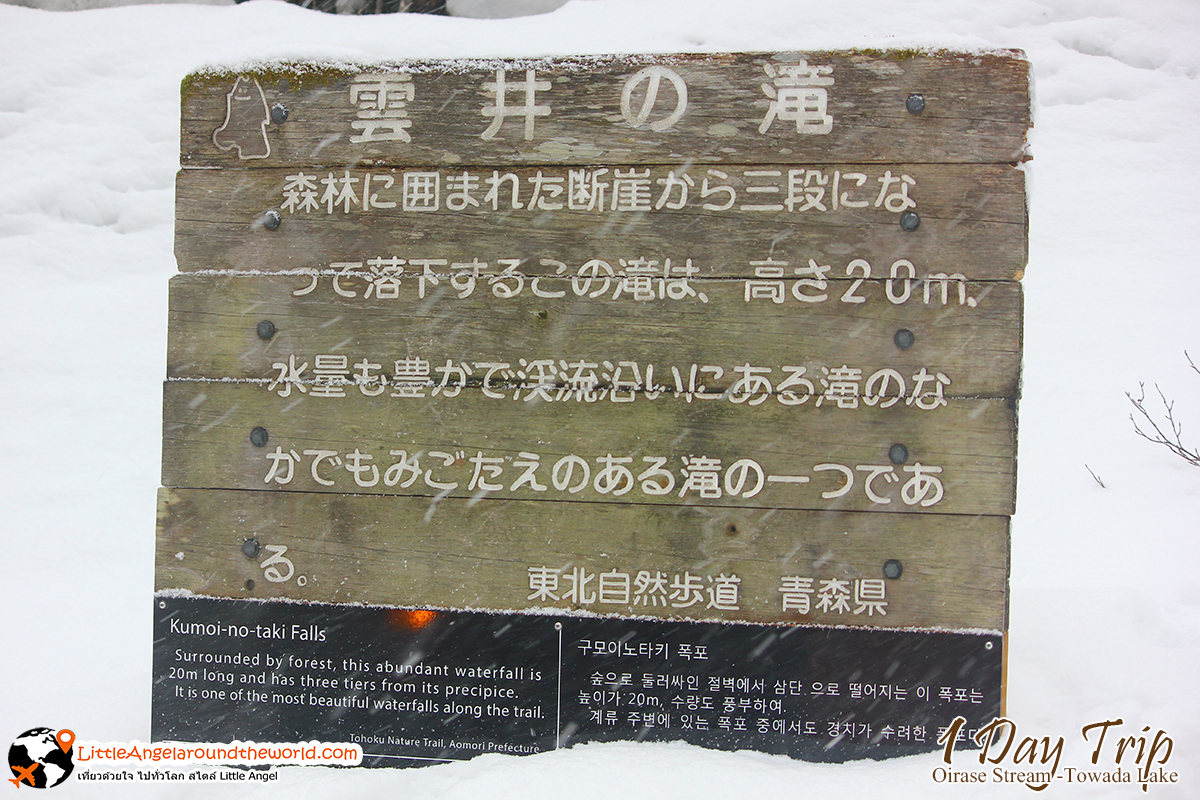 雲井の滝
森林に囲まれた断崖から三段にな
って落下するこの滝は、高さ20m.
水量も豊かで渓流沿いにある滝のな
かでもみごたえのある滝の一つであ
る。
東北自然歩道 青森県
Kumoi-no-taki Falls
Surrounded by forest, this abundant waterfall is
20m long and has three tiers from its precipice.
It is one of the most beautiful waterfalls along the trail.
Tohoku Nature Trail, Aomori Prefecture
구모이노타키 폭포
숲으로 둘러싸인 절벽에서 삼단 으로 떨어지는 이 폭포는
높이가 20m, 수량도 풍부하여,
계류 주변에 있는 폭포 중에서도 경치가 수려한
LittleAngelaroundtheworld.com
เที่ยวด้วยใจ ไปทั่วโลก สไตล์ Little Angel
1 Day Trip
Oirase Stream -Towada Lake